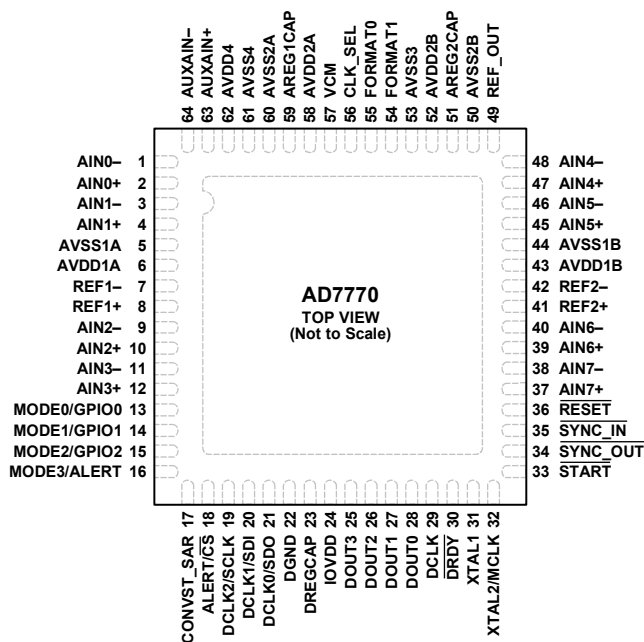 64 AUXAIN–
63 AUXAIN+
62 AVDD4
61 AVSS4
60 AVSS2A
59 AREG1CAP
58 AVDD2A
57 VCM
56 CLK_SEL
55 FORMAT0
54 FORMAT1
53 AVSS3
52 AVDD2B
51 AREG2CAP
50 AVSS2B
49 REF_OUT
AIN0– 1
AIN0+ 2
AIN1– 3
AIN1+ 4
AVSS1A 5
AVDD1A 6
REF1– 7
REF1+ 8
AIN2– 9
AIN2+ 10
AIN3– 11
AIN3+ 12
MODE0/GPIO0 13
MODE1/GPIO1 14
MODE2/GPIO2 15
MODE3/ALERT 16
AD7770
TOP VIEW
(Not to Scale)
48 AIN4–
47 AIN4+
46 AIN5–
45 AIN5+
44 AVSS1B
43 AVDD1B
42 REF2–
41 REF2+
40 AIN6–
39 AIN6+
38 AIN7–
37 AIN7+
36 RESET
35 SYNC_IN
34 SYNC_OUT
33 START
CONVST_SAR 17
ALERT/CS 18
DCLK2/SCLK 19
DCLK1/SDI 20
DCLK0/SDO 21
DGND 22
DREGCAP 23
IOVDD 24
DOUT3 25
DOUT2 26
DOUT1 27
DOUT0 28
DCLK 29
DRDY 30
XTAL1 31
XTAL2/MCLK 32